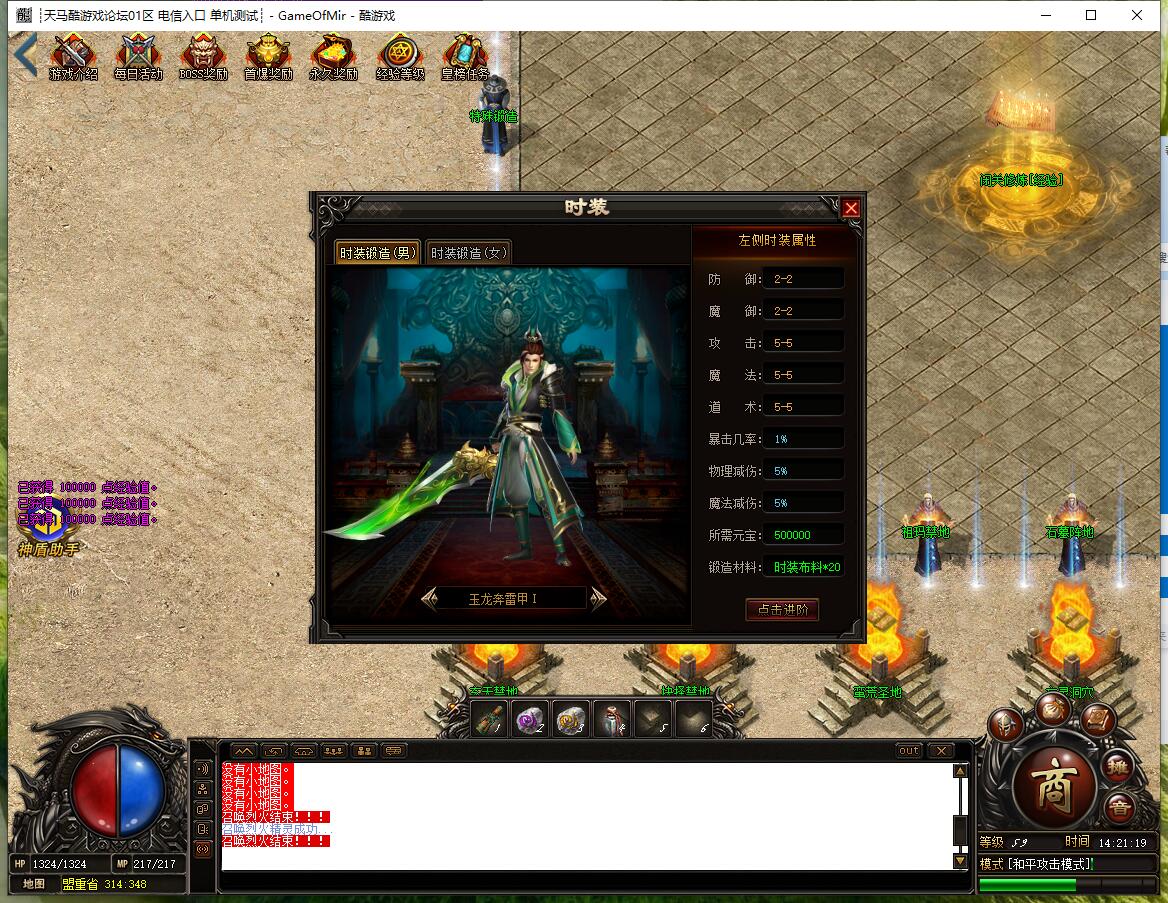 天马酷游戏论坛01区 电信入口 单机测试 - GameOfMir - 酷游戏
游戏介绍 每日活动 BOSS奖励 首爆奖励 永久奖励 经验等级 皇榜任务
特殊锻造
闭关修炼[经验]
时装
时装锻造(男) 时装锻造(女)
左侧时装属性
防 御: 2-2
魔 御: 2-2
攻 击: 5-5
魔 法: 5-5
道 术: 5-5
暴击几率: 1%
物理减伤: 5%
魔法减伤: 5%
所需元宝: 500000
锻造材料: 时装布料*20
玉龙奔雷甲Ⅰ
点击进阶
已获得 100000 点经验值。
已获得 100000 点经验值。
已获得 100000 点经验值。
神盾助手
祖玛禁地
石墓阵地
蛮荒圣地
1 2 3 4 5 6
out
没有小地图。
没有小地图。
没有小地图。
没有小地图。
召唤烈火结束！！！
召唤烈火精灵成功...
召唤烈火结束！！！
商
摊
音
HP 1324/1324 MP 217/217
地图 盟重省 314:348
等级 59 时间 14:21:19
模式 [和平攻击模式]